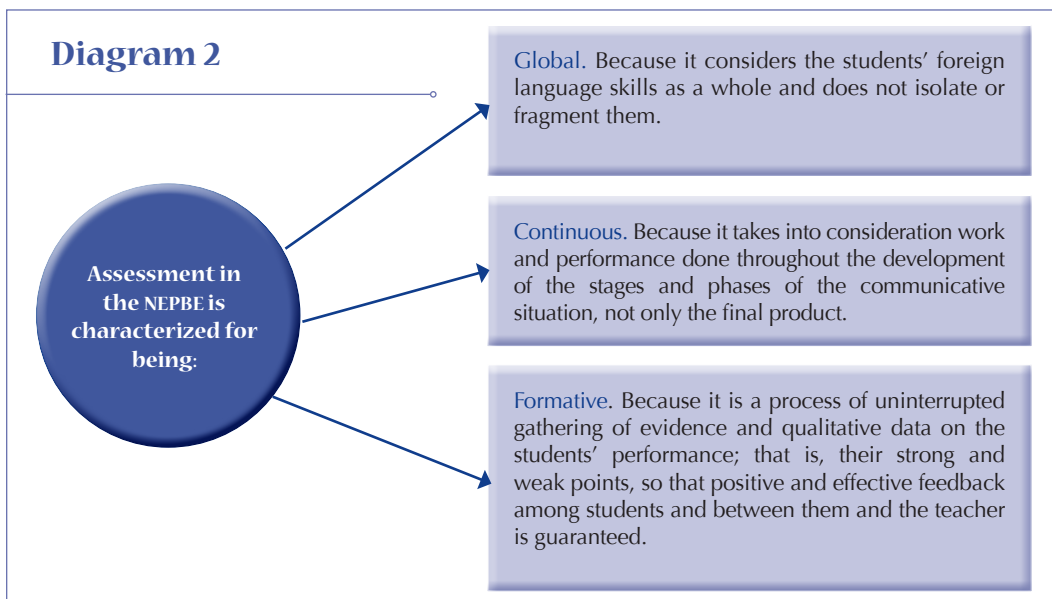 Diagram 2
Assessment in
the NEPBE is
characterized for
being:
Global. Because it considers the students’ foreign
language skills as a whole and does not isolate or
fragment them.
Continuous. Because it takes into consideration work
and performance done throughout the development
of the stages and phases of the communicative
situation, not only the final product.
Formative. Because it is a process of uninterrupted
gathering of evidence and qualitative data on the
students’ performance; that is, their strong and
weak points, so that positive and effective feedback
among students and between them and the teacher
is guaranteed.